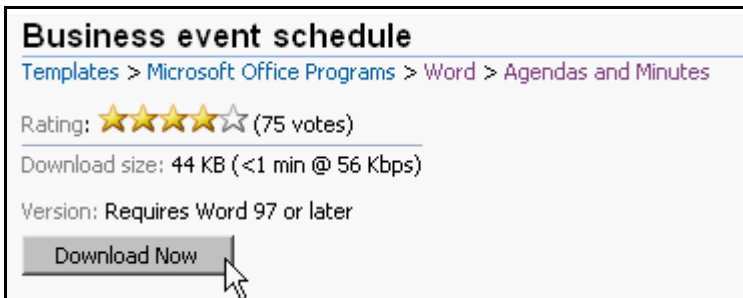 Business event schedule
Templates > Microsoft Office Programs > Word > Agendas and Minutes
Rating: (75 votes)
Download size: 44 KB (<1 min @ 56 Kbps)
Version: Requires Word 97 or later
Download Now